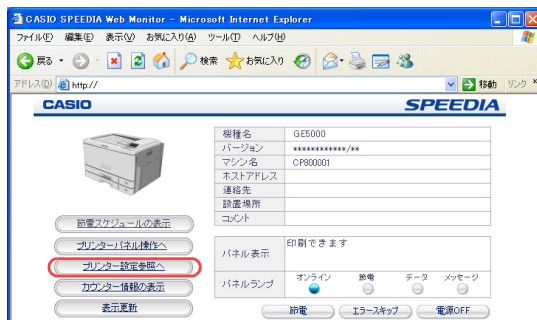 CASIO SPEEDIA Web Monitor - Microsoft Internet Explorer
ファイル(F) 編集(E) 表示(V) お気に入り(A) ツール(T) ヘルプ(H)
戻る 検索 お気に入り
アドレス(D) http:// 移動 リンク »
CASIO SPEEDIA
機種名 GE5000
バージョン ************/**
マシン名 CP800001
ホストアドレス
連絡先
設置場所
コメント
節電スケジュールの表示
プリンターパネル操作へ
プリンター設定参照へ
カウンター情報の表示
表示更新
パネル表示 印刷できます
パネルランプ オンライン 節電 データ メッセージ
節電 エラースキップ 電源OFF